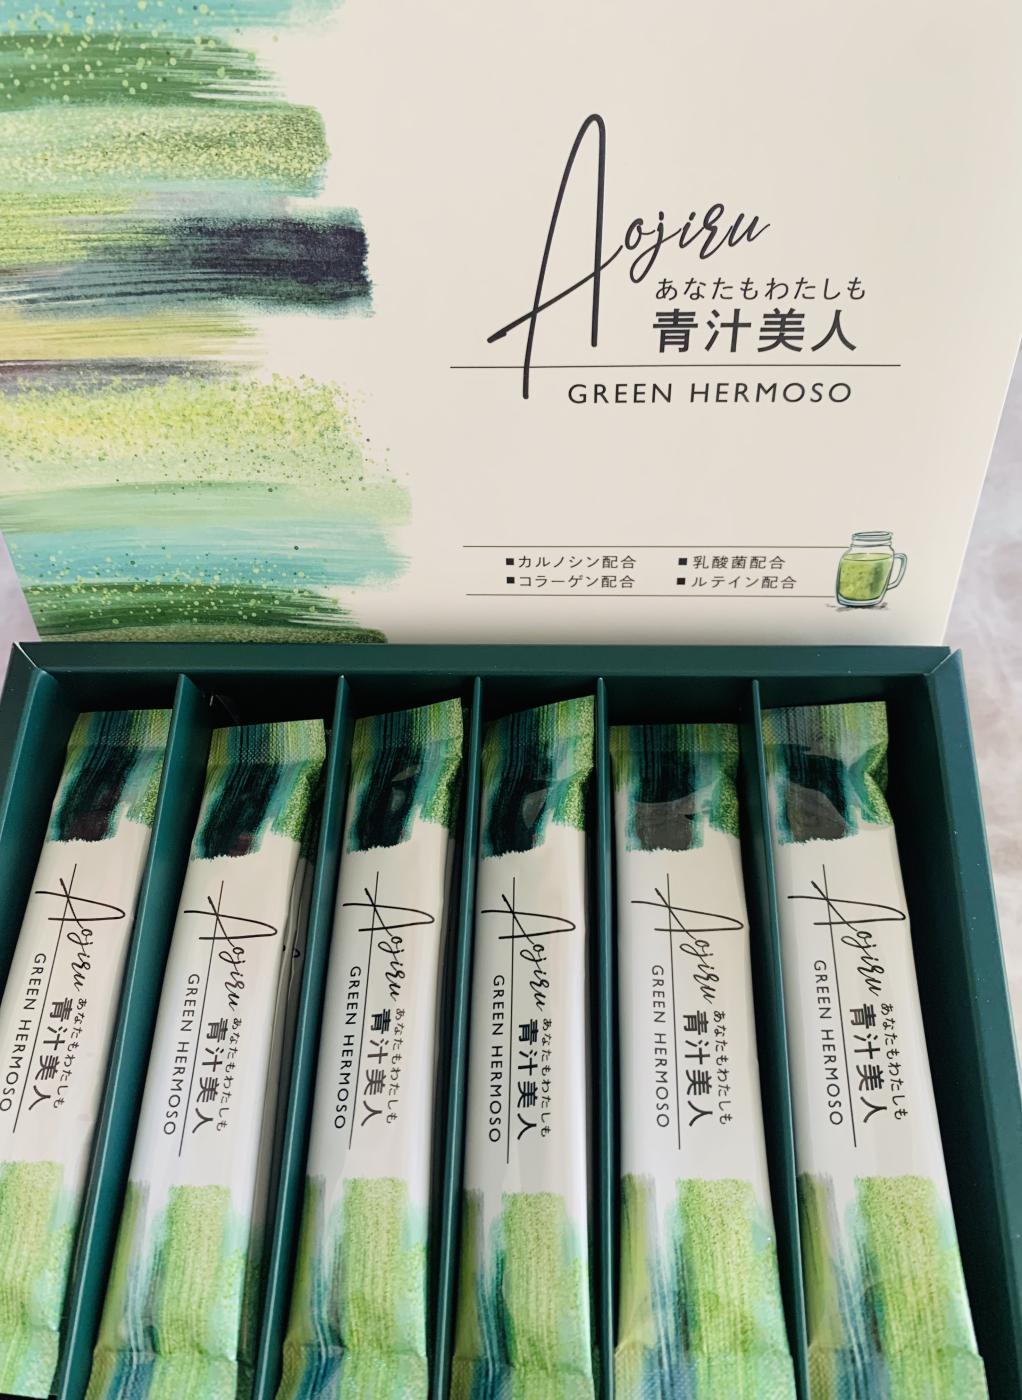 Aojiru
あなたもわたしも
青汁美人
GREEN HERMOSO
■カルノシン配合 ■乳酸菌配合
■コラーゲン配合 ■ルテイン配合
Aojiru
あなたもわたしも
青汁美人
GREEN HERMOSO
Aojiru
あなたもわたしも
青汁美人
GREEN HERMOSO
Aojiru
あなたもわたしも
青汁美人
GREEN HERMOSO
Aojiru
あなたもわたしも
青汁美人
GREEN HERMOSO
Aojiru
あなたもわたしも
青汁美人
GREEN HERMOSO
Aojiru
あなたもわたしも
青汁美人
GREEN HERMOSO